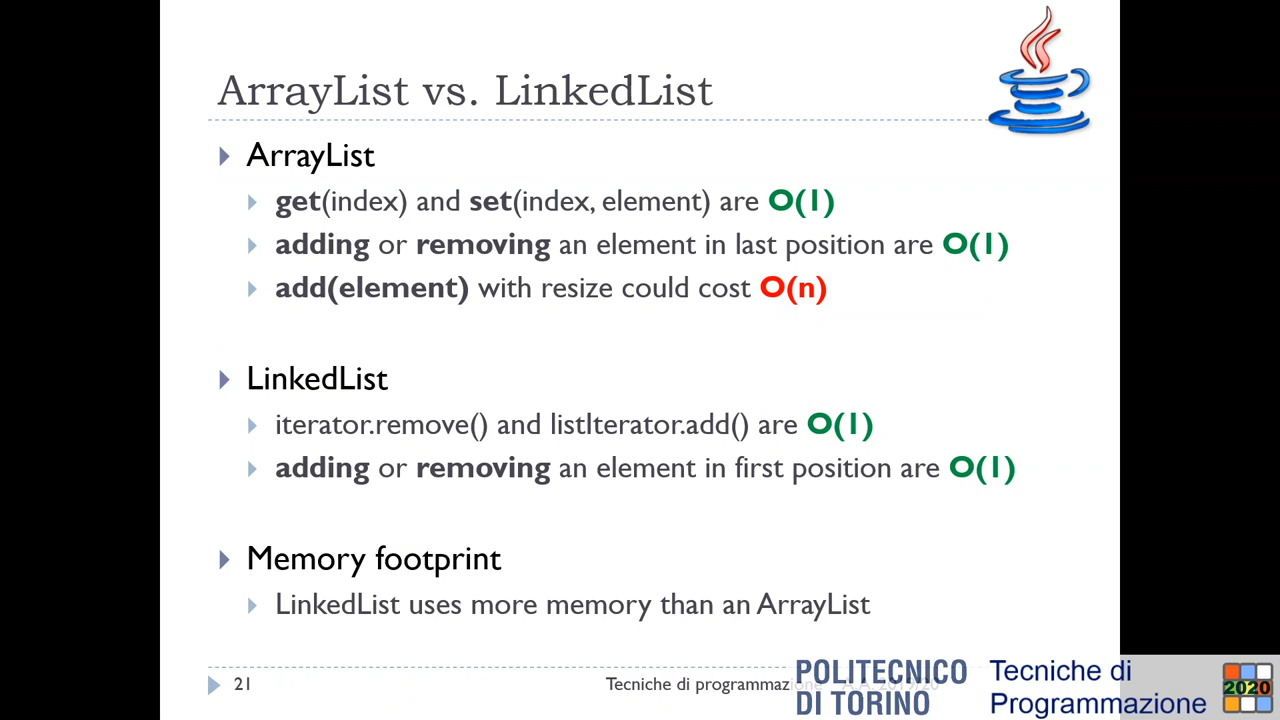 ArrayList vs. LinkedList
ArrayList
get(index) and set(index, element) are O(1)
adding or removing an element in last position are O(1)
add(element) with resize could cost O(n)
LinkedList
iterator.remove() and listIterator.add() are O(1)
adding or removing an element in first position are O(1)
Memory footprint
LinkedList uses more memory than an ArrayList
21
Tecniche di programmazione A.A. 2019/20
POLITECNICO
DI TORINO
Tecniche di
Programmazione
2020